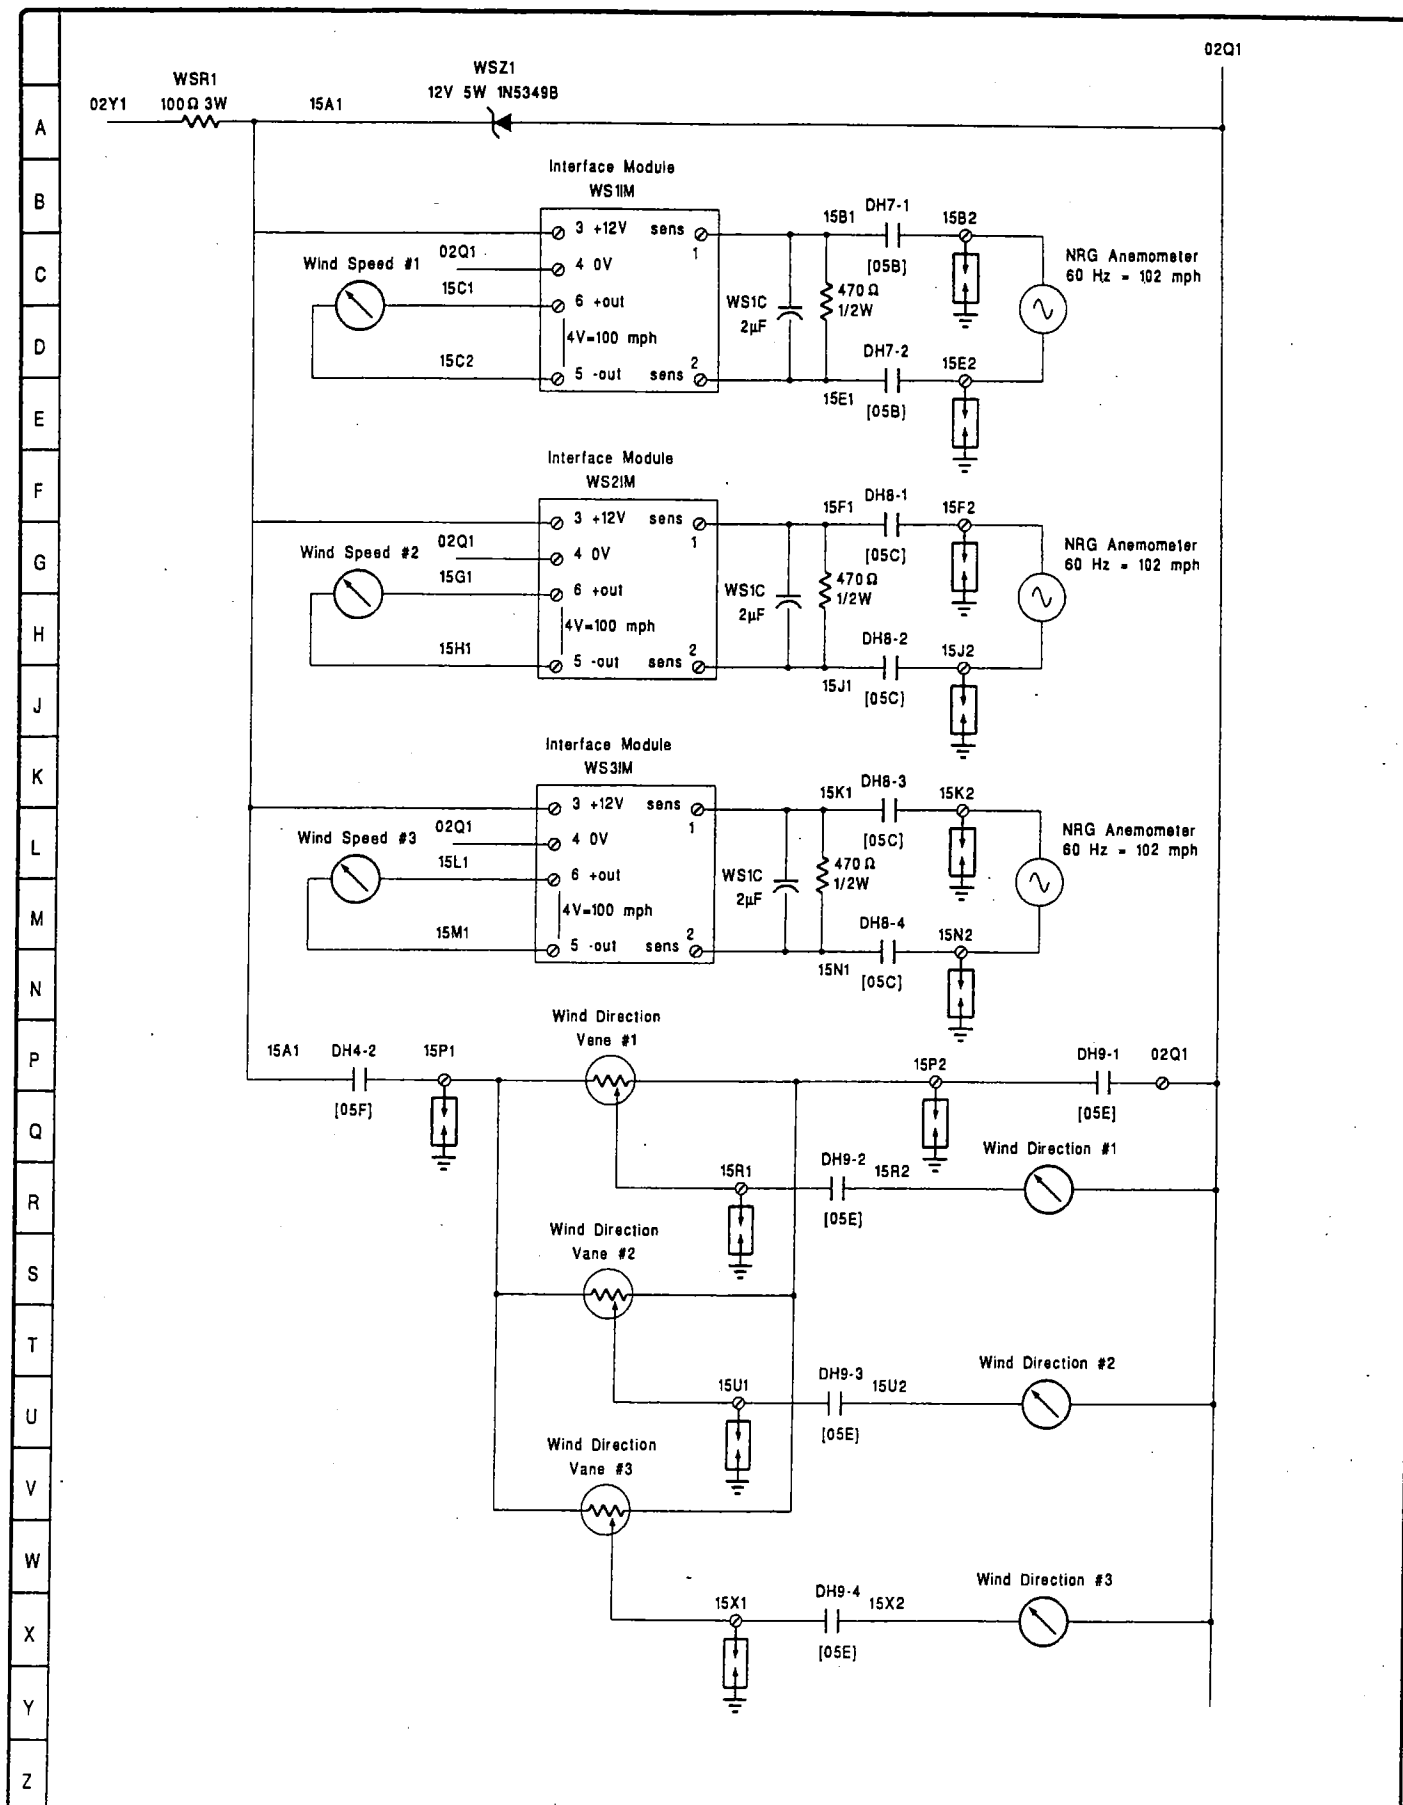 02Q1
WSR1
100Ω 3W
02Y1
15A1
WSZ1
12V 5W 1N5349B
A
B
C
D
E
F
G
H
J
K
L
M
N
P
Q
R
S
T
U
V
W
X
Y
Z
Interface Module
WS1IM
3 +12V sens
1
02Q1
4 0V
Wind Speed #1
15C1
6 +out
4V=100 mph
15C2
5 -out sens
2
WS1C
2µF
470Ω
1/2W
15B1
DH7-1
[05B]
15B2
NRG Anemometer
60 Hz = 102 mph
15E1
DH7-2
[05B]
15E2
Interface Module
WS2IM
3 +12V sens
1
02Q1
4 0V
Wind Speed #2
15G1
6 +out
4V=100 mph
15H1
5 -out sens
2
WS1C
2µF
470Ω
1/2W
15F1
DH8-1
[05C]
15F2
NRG Anemometer
60 Hz = 102 mph
15J1
DH8-2
[05C]
15J2
Interface Module
WS3IM
3 +12V sens
1
02Q1
4 0V
Wind Speed #3
15L1
6 +out
4V=100 mph
15M1
5 -out sens
2
WS1C
2µF
470Ω
1/2W
15K1
DH8-3
[05C]
15K2
NRG Anemometer
60 Hz = 102 mph
15N1
DH8-4
[05C]
15N2
15A1
DH4-2
[05F]
15P1
Wind Direction
Vane #1
15P2
DH9-1
[05E]
02Q1
15R1
DH9-2
[05E]
15R2
Wind Direction #1
Wind Direction
Vane #2
15U1
DH9-3
[05E]
15U2
Wind Direction #2
Wind Direction
Vane #3
15X1
DH9-4
[05E]
15X2
Wind Direction #3